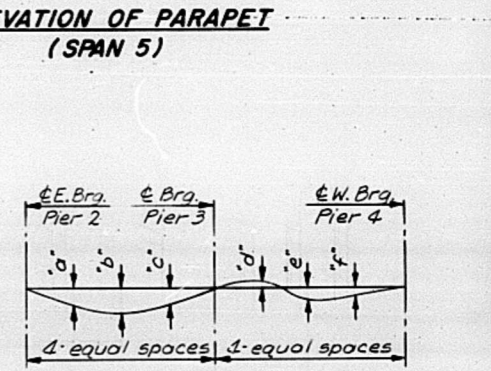 EVATION OF PARAPET
(SPAN 5)
℄ E. Brg. ℄ Brg. ℄ W. Brg.
Pier 2 Pier 3 Pier 4
"a" "b" "c" "d" "e" "f"
4-equal spaces 4-equal spaces